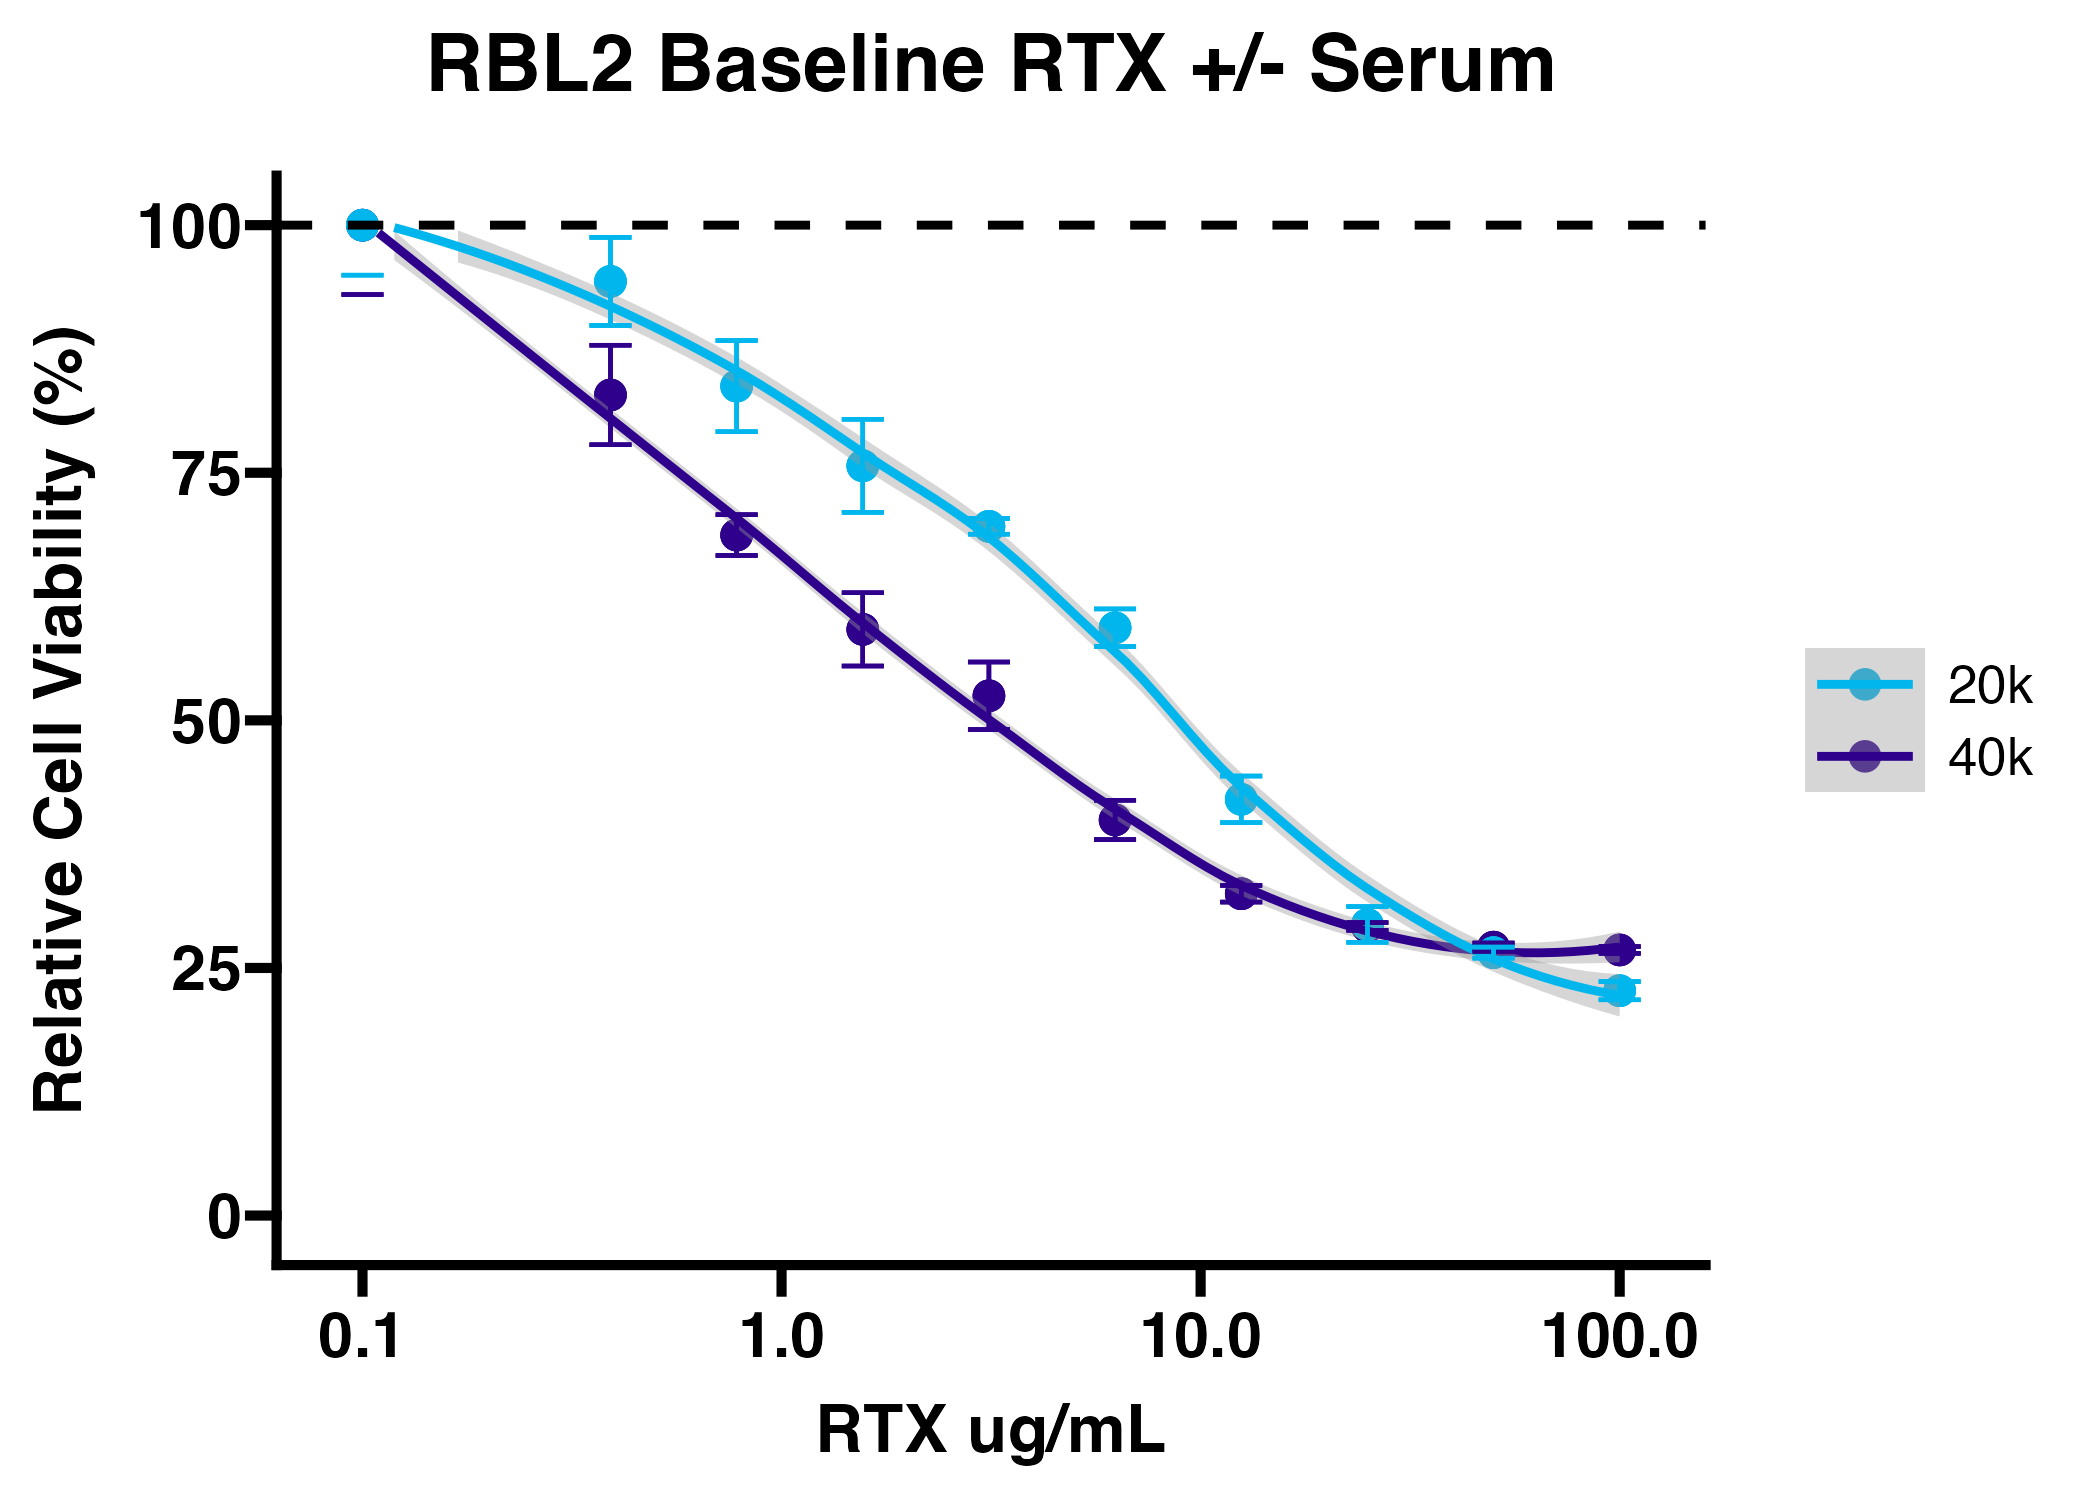 RBL2 Baseline RTX +/- Serum
Relative Cell Viability (%)
100
75
50
25
0
0.1
1.0
10.0
100.0
RTX ug/mL
20k
40k